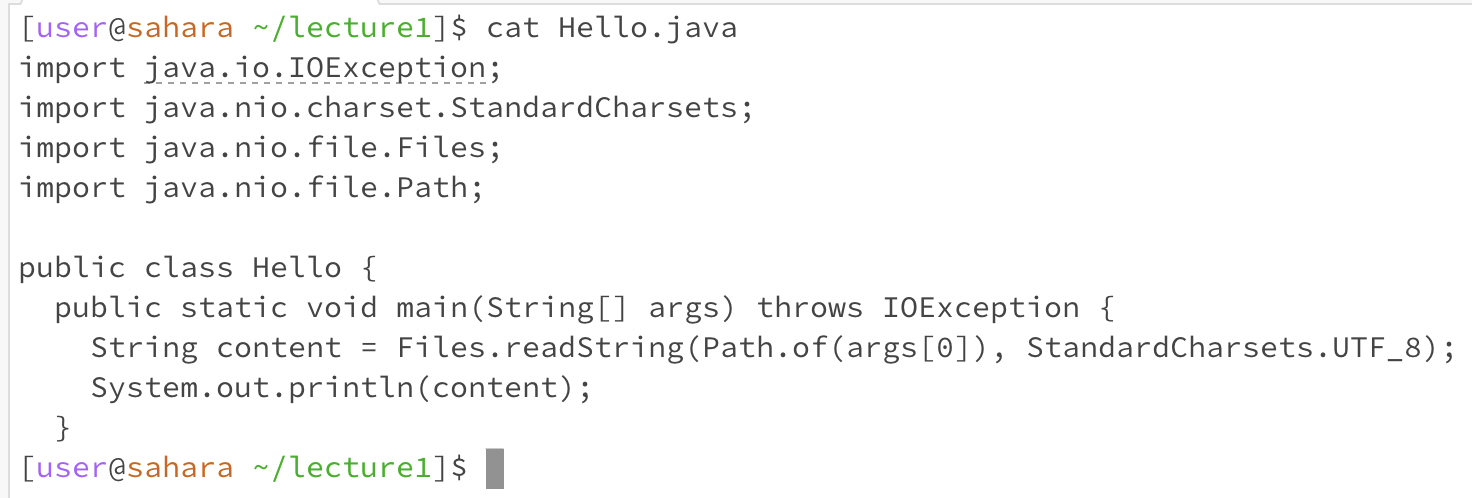 [user@sahara ~/lecture1]$ cat Hello.java
import java.io.IOException;
import java.nio.charset.StandardCharsets;
import java.nio.file.Files;
import java.nio.file.Path;

public class Hello {
  public static void main(String[] args) throws IOException {
    String content = Files.readString(Path.of(args[0]), StandardCharsets.UTF_8);
    System.out.println(content);
  }
[user@sahara ~/lecture1]$